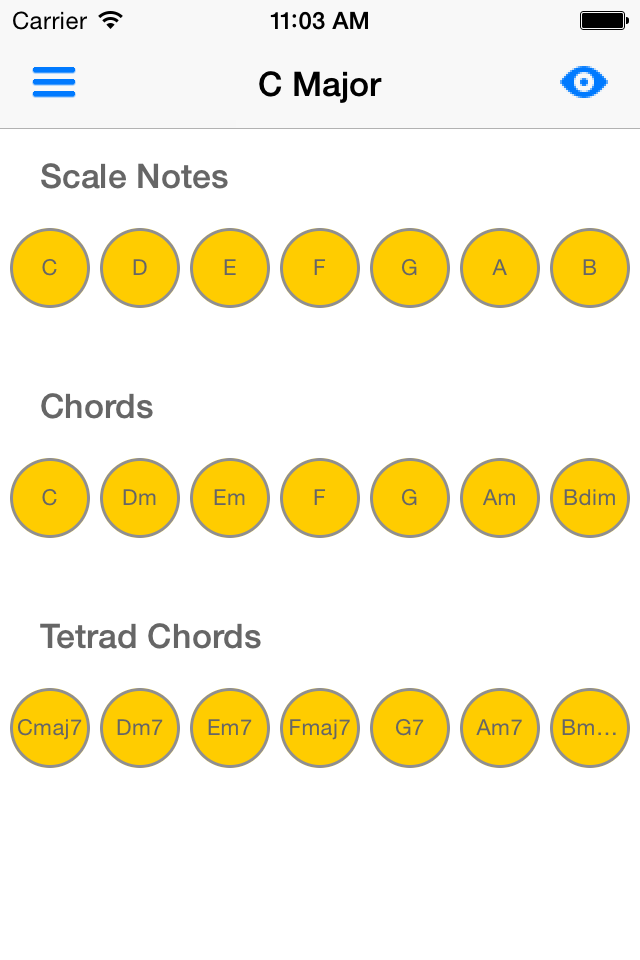 Carrier 11:03 AM
C Major
Scale Notes
C D E F G A B
Chords
C Dm Em F G Am Bdim
Tetrad Chords
Cmaj7 Dm7 Em7 Fmaj7 G7 Am7 Bm...